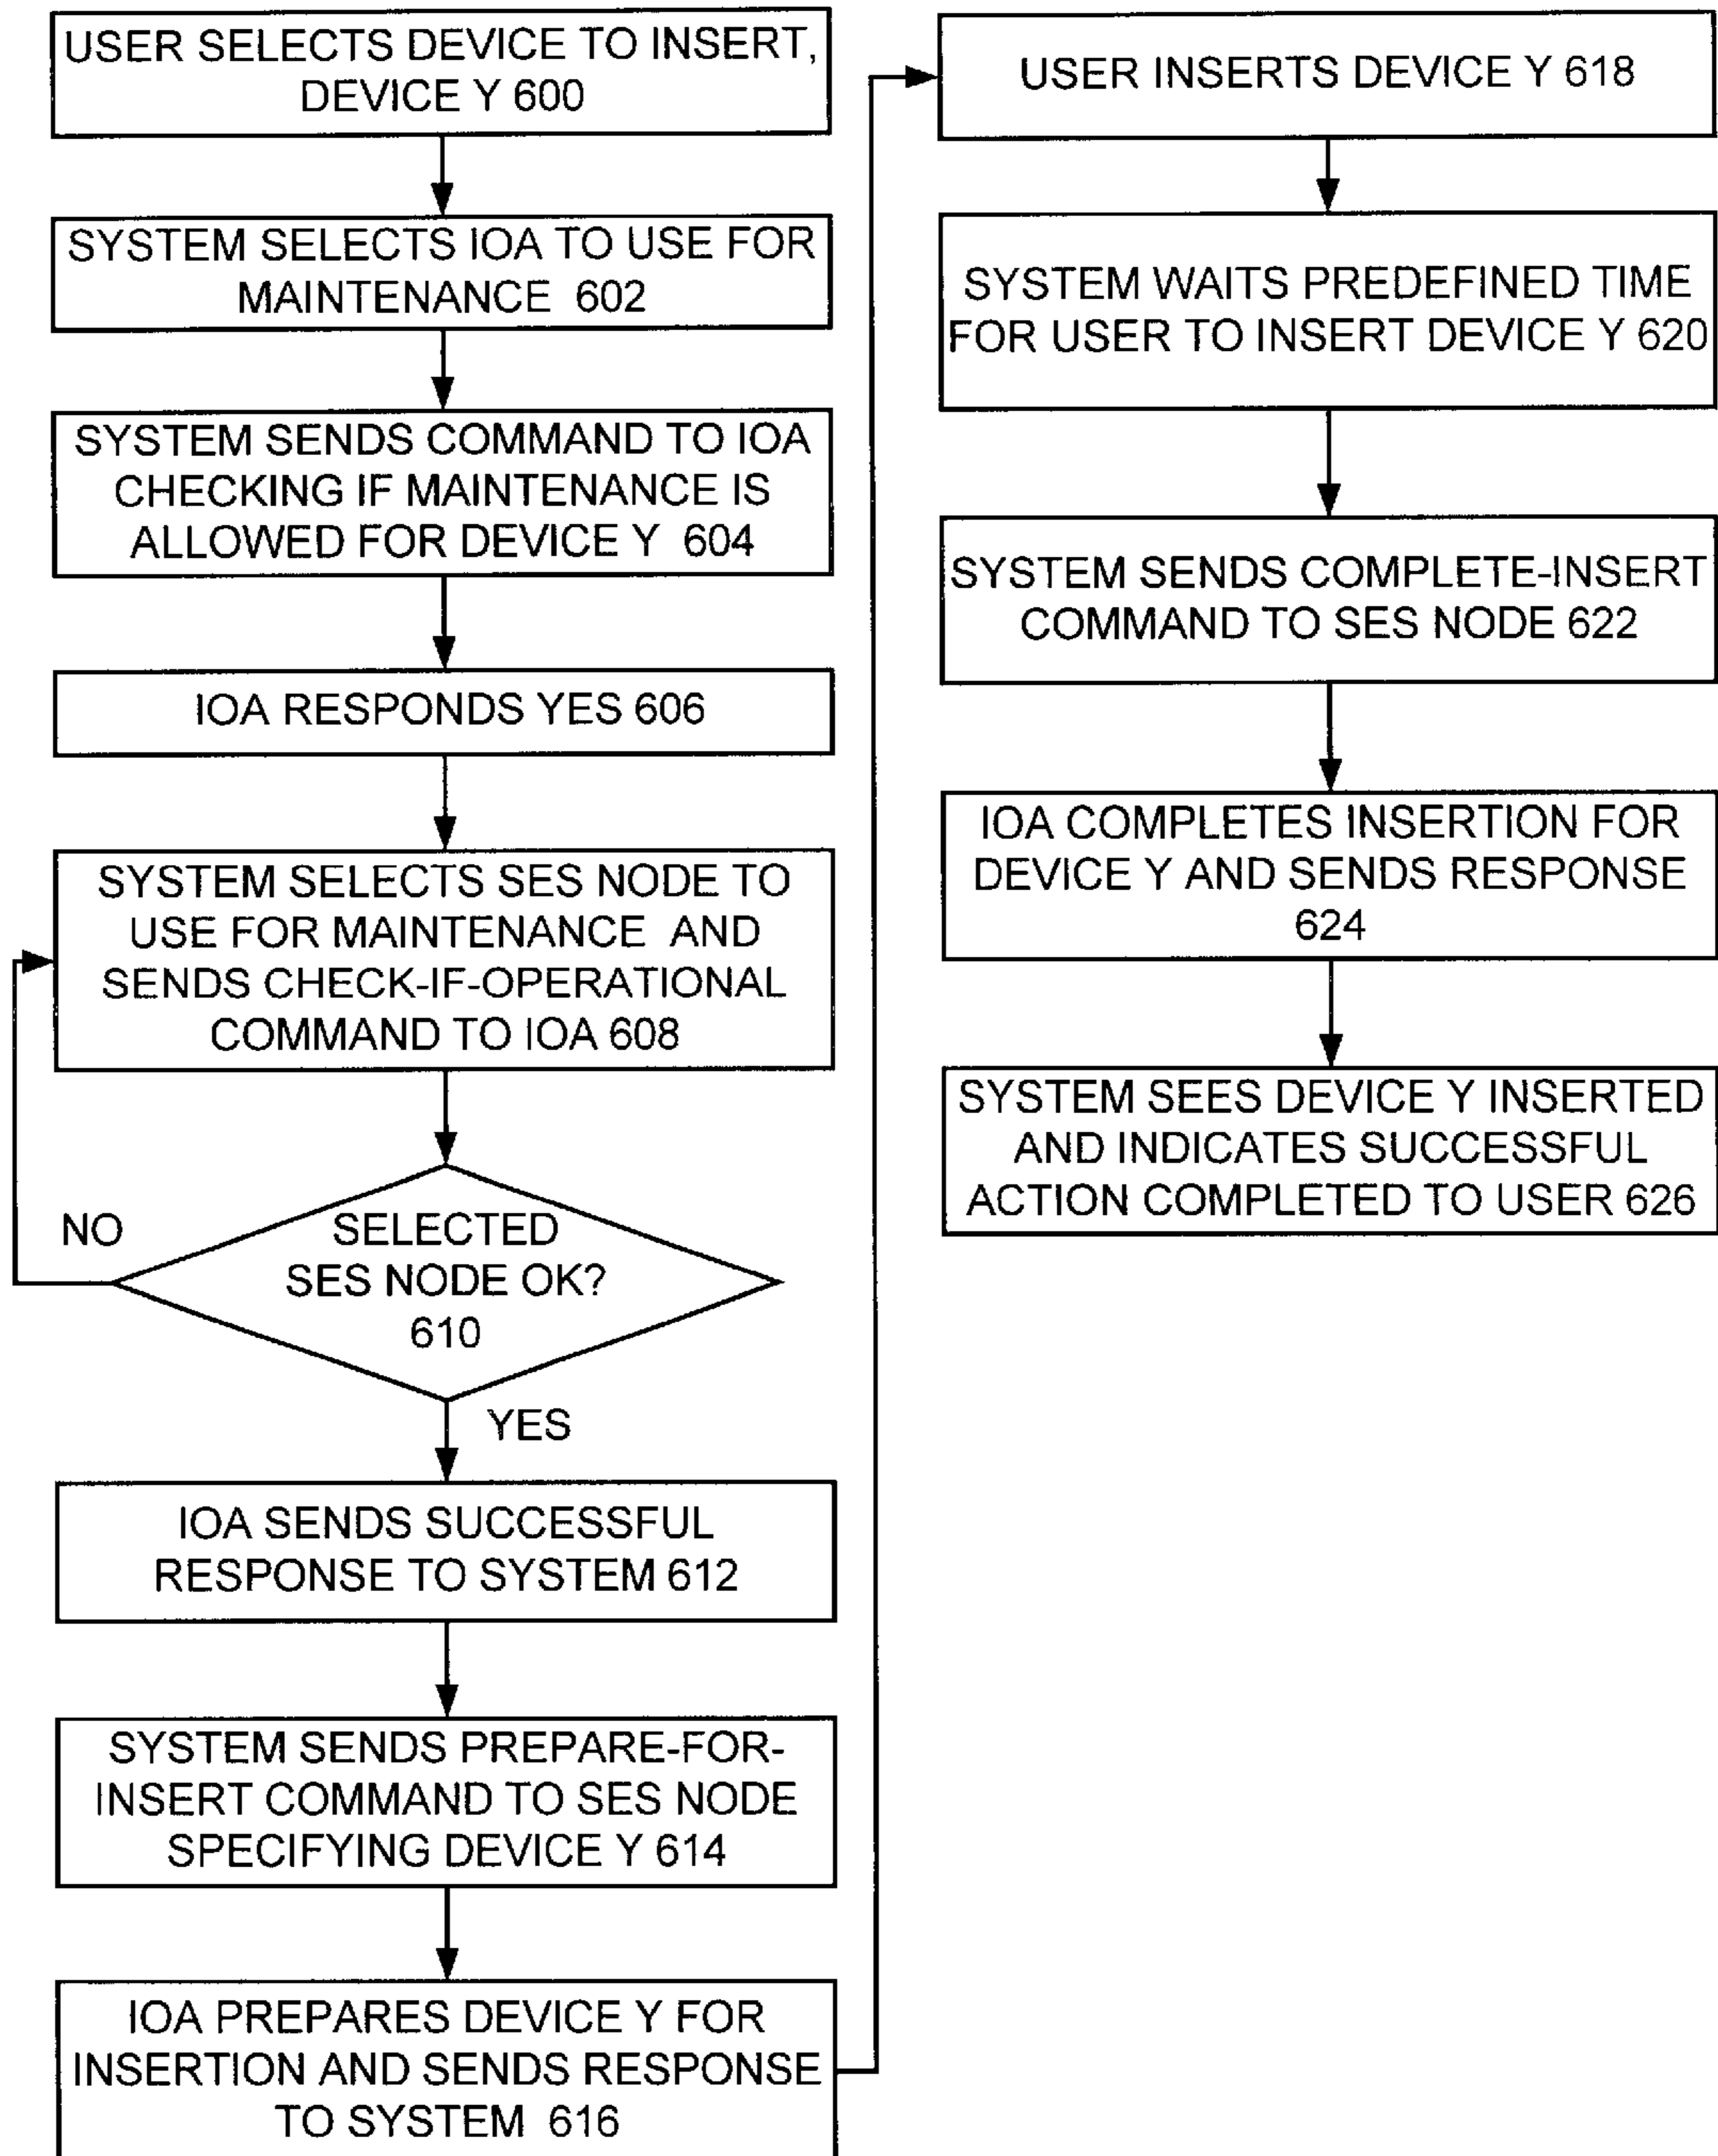 USER SELECTS DEVICE TO INSERT,
DEVICE Y 600
SYSTEM SELECTS IOA TO USE FOR
MAINTENANCE 602
SYSTEM SENDS COMMAND TO IOA
CHECKING IF MAINTENANCE IS
ALLOWED FOR DEVICE Y 604
IOA RESPONDS YES 606
SYSTEM SELECTS SES NODE TO
USE FOR MAINTENANCE AND
SENDS CHECK-IF-OPERATIONAL
COMMAND TO IOA 608
NO
SELECTED
SES NODE OK?
610
YES
IOA SENDS SUCCESSFUL
RESPONSE TO SYSTEM 612
SYSTEM SENDS PREPARE-FOR-
INSERT COMMAND TO SES NODE
SPECIFYING DEVICE Y 614
IOA PREPARES DEVICE Y FOR
INSERTION AND SENDS RESPONSE
TO SYSTEM 616
USER INSERTS DEVICE Y 618
SYSTEM WAITS PREDEFINED TIME
FOR USER TO INSERT DEVICE Y 620
SYSTEM SENDS COMPLETE-INSERT
COMMAND TO SES NODE 622
IOA COMPLETES INSERTION FOR
DEVICE Y AND SENDS RESPONSE
624
SYSTEM SEES DEVICE Y INSERTED
AND INDICATES SUCCESSFUL
ACTION COMPLETED TO USER 626